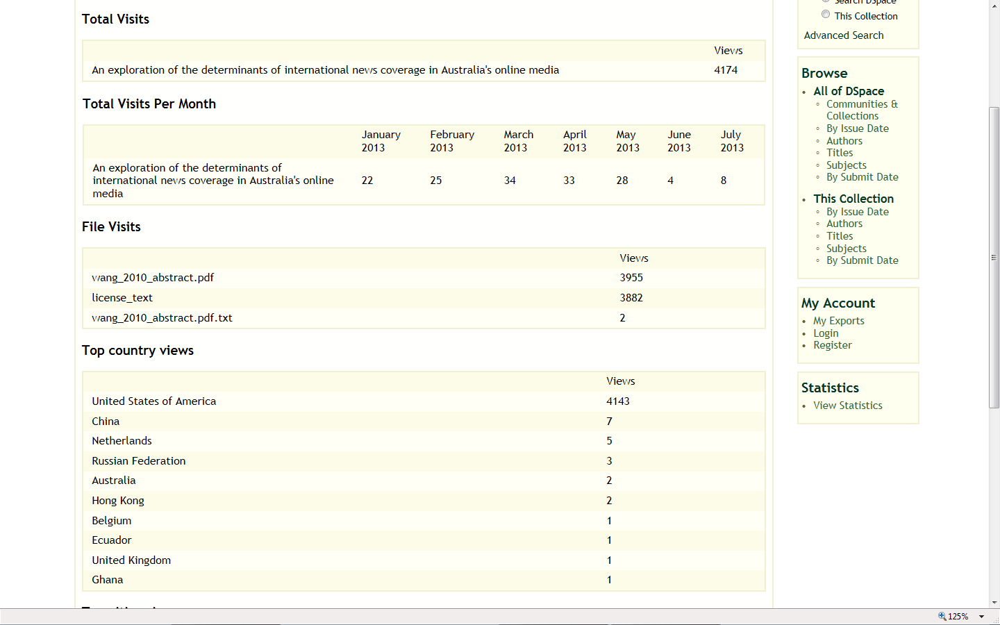 Total Visits
Views
An exploration of the determinants of international news coverage in Australia's online media 4174
Total Visits Per Month
January 2013 February 2013 March 2013 April 2013 May 2013 June 2013 July 2013
An exploration of the determinants of
international news coverage in Australia's online
media
22 25 34 33 28 4 8
File Visits
Views
wang_2010_abstract.pdf 3955
license_text 3882
wang_2010_abstract.pdf.txt 2
Top country views
Views
United States of America 4143
China 7
Netherlands 5
Russian Federation 3
Australia 2
Hong Kong 2
Belgium 1
Ecuador 1
United Kingdom 1
Ghana 1
Search DSpace
This Collection
Advanced Search
Browse
All of DSpace
Communities &
Collections
By Issue Date
Authors
Titles
Subjects
By Submit Date
This Collection
By Issue Date
Authors
Titles
Subjects
By Submit Date
My Account
My Exports
Login
Register
Statistics
View Statistics
125%